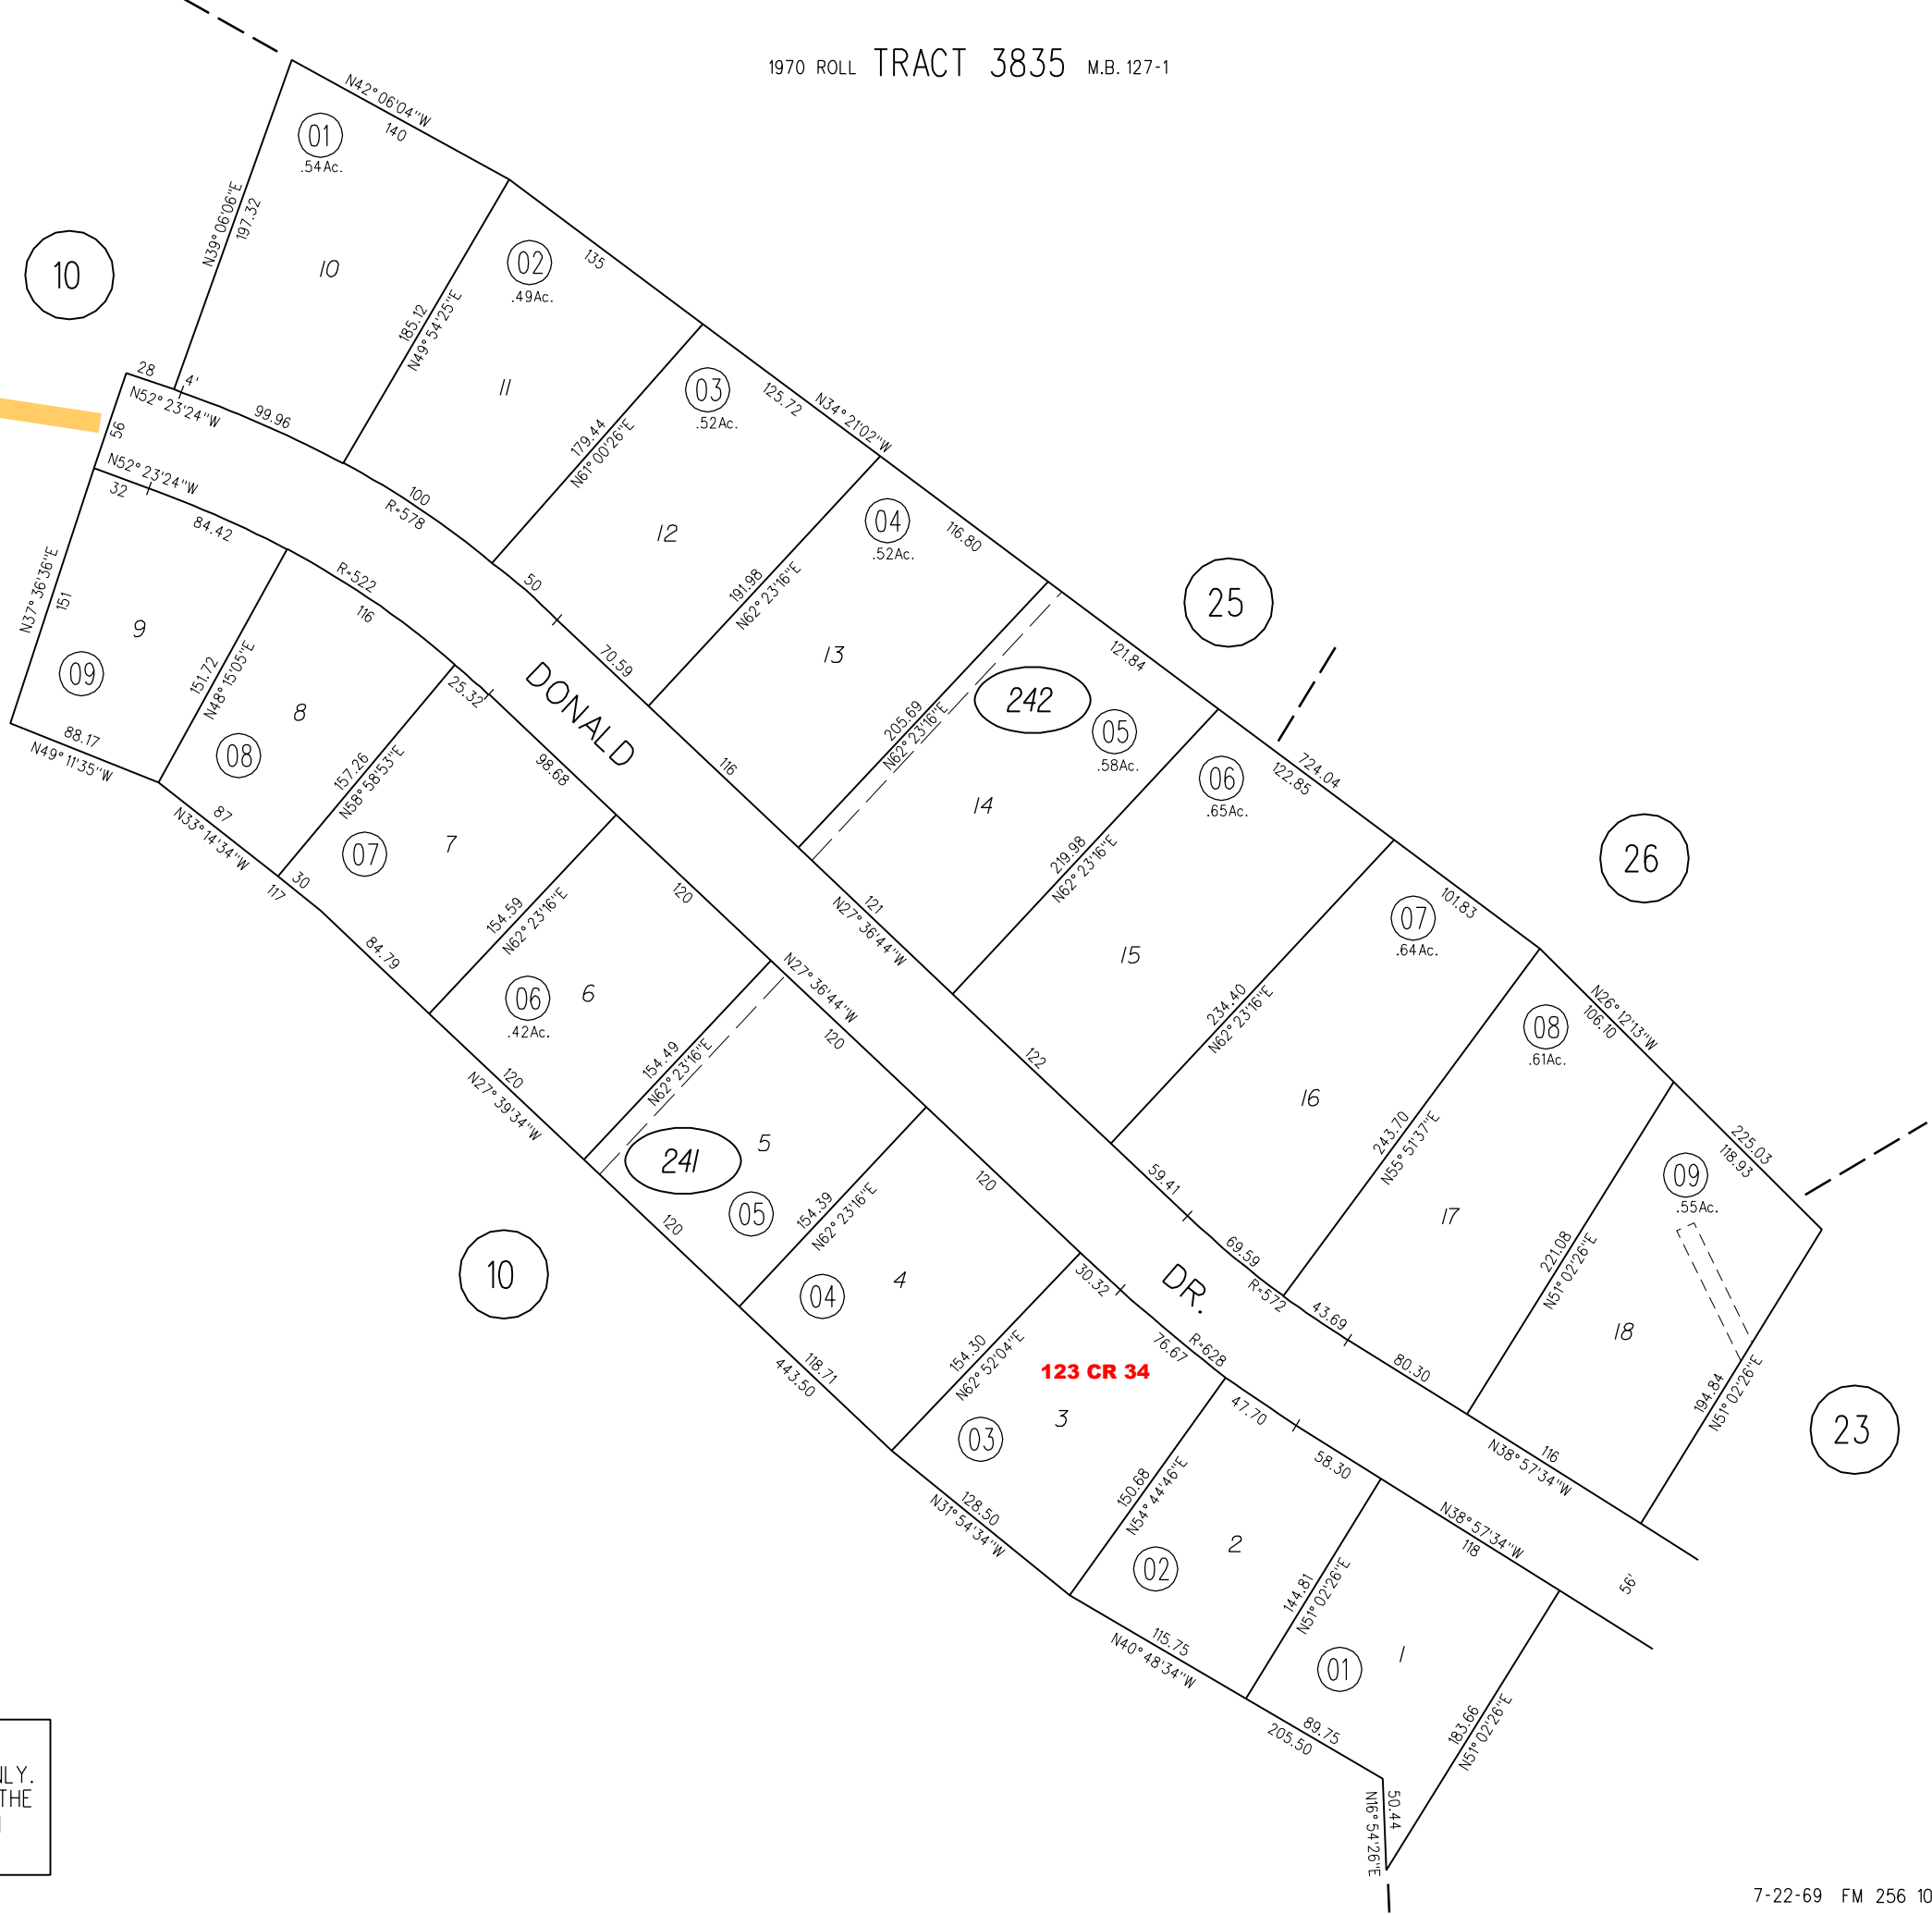 1970 ROLL TRACT 3835 M.B. 127-1
N42°06'04"W
140
01
.54Ac.
N39°06'06"E
197.32
10
10
185.12
N49°54'25"E
02
.49Ac.
135
11
28
4'
N52°23'24"W
99.96
56
N52°23'24"W
32
84.42
100
R=578
179.44
N61°00'26"E
03
.52Ac.
125.72
N34°21'02"W
12
50
04
.52Ac.
116.80
191.98
N62°23'16"E
13
70.59
25
R=522
116
N37°36'36"E
151
9
09
88.17
N49°11'35"W
151.72
N48°15'05"E
8
08
87
N33°14'34"W
117
25.32
DONALD
157.26
N58°58'53"E
7
07
30
98.68
116
205.69
N62°23'16"E
242
05
.58Ac.
121.84
14
06
.65Ac.
724.04
122.85
219.98
N62°23'16"E
15
26
121
N27°36'44"W
84.79
154.59
N62°23'16"E
120
06
.42Ac.
6
N27°36'44"W
120
154.49
N62°23'16"E
120
N27°39'34"W
07
.64Ac.
101.83
234.40
N62°23'16"E
122
16
N26°12'13"W
106.10
08
.61Ac.
243.70
N55°51'37"E
17
225.03
118.93
09
.55Ac.
221.08
N51°02'26"E
18
194.84
N51°02'26"E
23
241
5
05
120
154.39
N62°23'16"E
120
10
04
4
59.41
69.59
R=572
DR.
43.69
80.30
116
N38°57'34"W
30.32
76.67
R=628
118.71
443.50
154.30
N62°52'04"E
123 CR 34
3
03
128.50
N31°54'34"W
150.68
N54°44'46"E
47.70
58.30
N38°57'34"W
118
56'
2
02
144.81
N51°02'26"E
115.75
N40°48'34"W
1
01
89.75
205.50
183.66
N51°02'26"E
50.44
N16°54'26"E
THE
7-22-69 FM 256 10